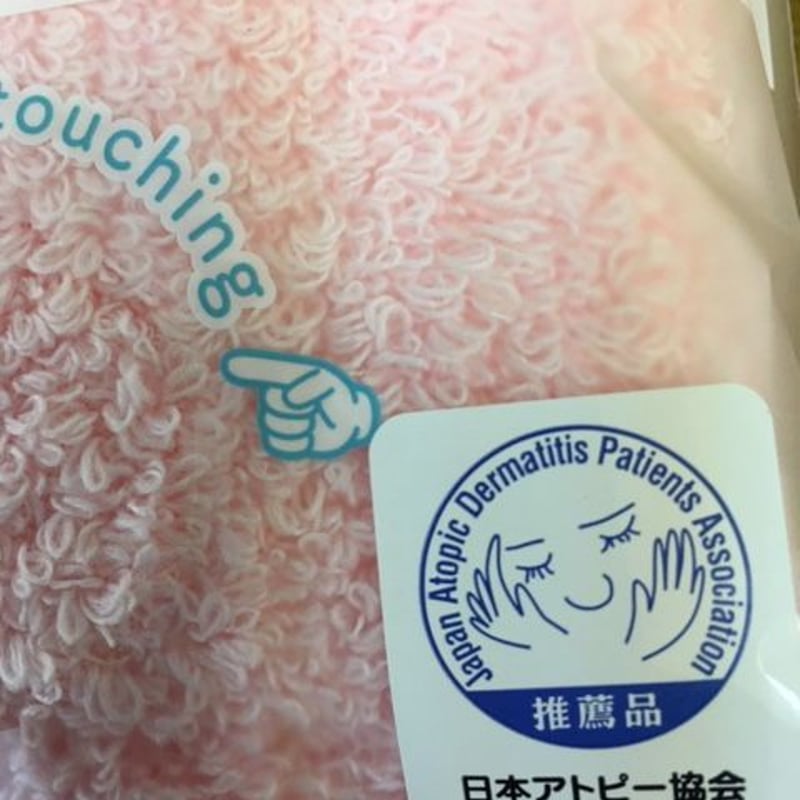 touching
Japan Atopic Dermatitis Patients Association
推薦品
日本アトピー協会